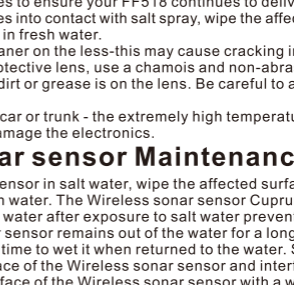 es to ensure your FF518 continues to deliv
es into contact with salt spray, wipe the affe
in fresh water.
aner on the less-this may cause cracking i
otective lens, use a chamois and non-abra
dirt or grease is on the lens. Be careful to a
car or trunk - the extremely high temperatu
amage the electronics.
ar sensor Maintenanc
ensor in salt water, wipe the affected surfa
n water. The Wireless sonar sensor Cupru
water after exposure to salt water preven
sensor remains out of the water for a long
time to wet it when returned to the water. S
ace of the Wireless sonar sensor and interf
face of the Wireless sonar sensor with a w